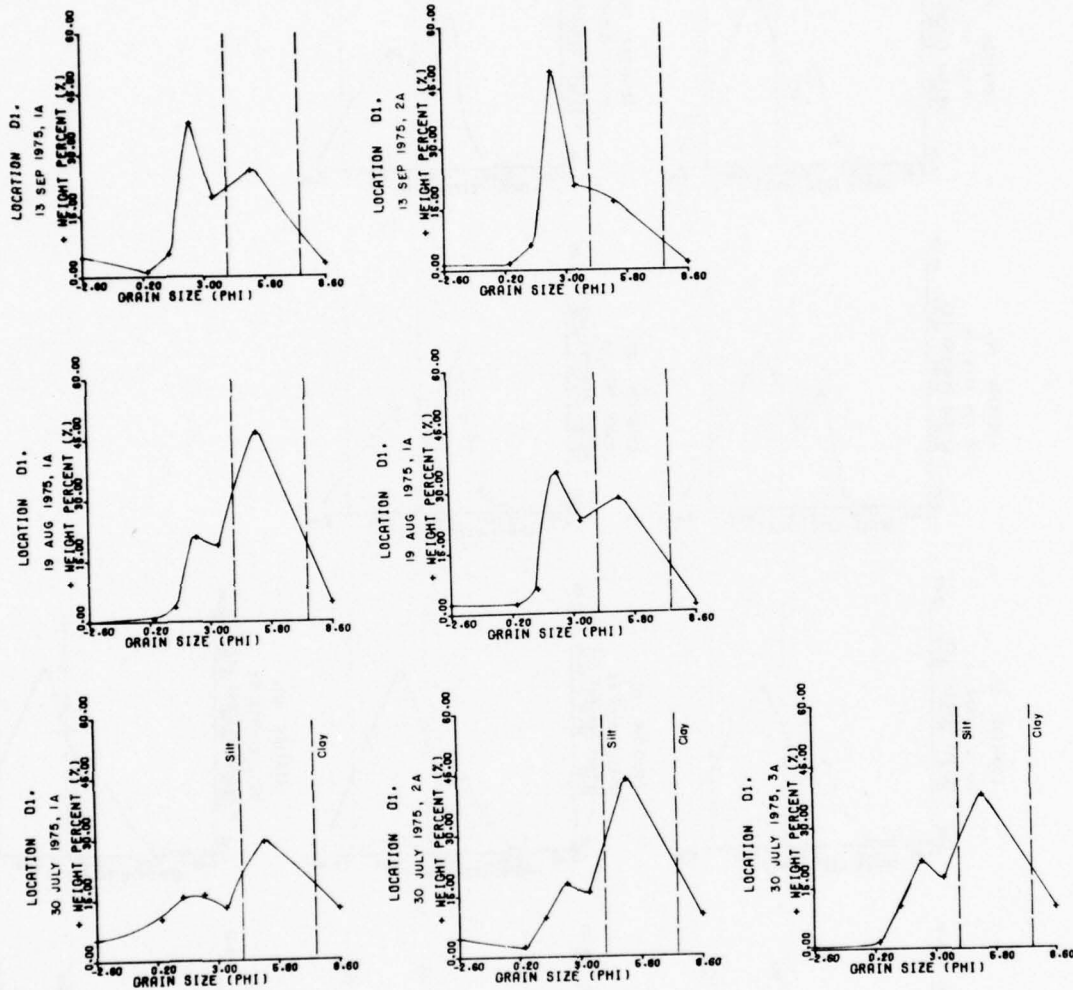 LOCATION D1.
13 SEP 1975, 1A
+ WEIGHT PERCENT (%)
60.00
45.00
30.00
15.00
0.00
-2.60 0.20 3.00 5.80 8.60
GRAIN SIZE (PHI)
LOCATION D1.
13 SEP 1975, 2A
+ WEIGHT PERCENT (%)
60.00
45.00
30.00
15.00
0.00
-2.60 0.20 3.00 5.80 8.60
GRAIN SIZE (PHI)
LOCATION D1.
19 AUG 1975, 1A
+ WEIGHT PERCENT (%)
60.00
45.00
30.00
15.00
0.00
-2.60 0.20 3.00 5.80 8.60
GRAIN SIZE (PHI)
LOCATION D1.
19 AUG 1975, 1A
+ WEIGHT PERCENT (%)
60.00
45.00
30.00
15.00
0.00
-2.60 0.20 3.00 5.80 8.60
GRAIN SIZE (PHI)
LOCATION D1.
30 JULY 1975, 1A
+ WEIGHT PERCENT (%)
60.00
45.00
30.00
15.00
0.00
Silt
Clay
-2.60 0.20 3.00 5.80 8.60
GRAIN SIZE (PHI)
LOCATION D1.
30 JULY 1975, 2A
+ WEIGHT PERCENT (%)
60.00
45.00
30.00
15.00
0.00
Silt
Clay
-2.60 0.20 3.00 5.80 8.60
GRAIN SIZE (PHI)
LOCATION D1.
30 JULY 1975, 3A
+ WEIGHT PERCENT (%)
60.00
45.00
30.00
15.00
0.00
Silt
Clay
-2.60 0.20 3.00 5.80 8.60
GRAIN SIZE (PHI)